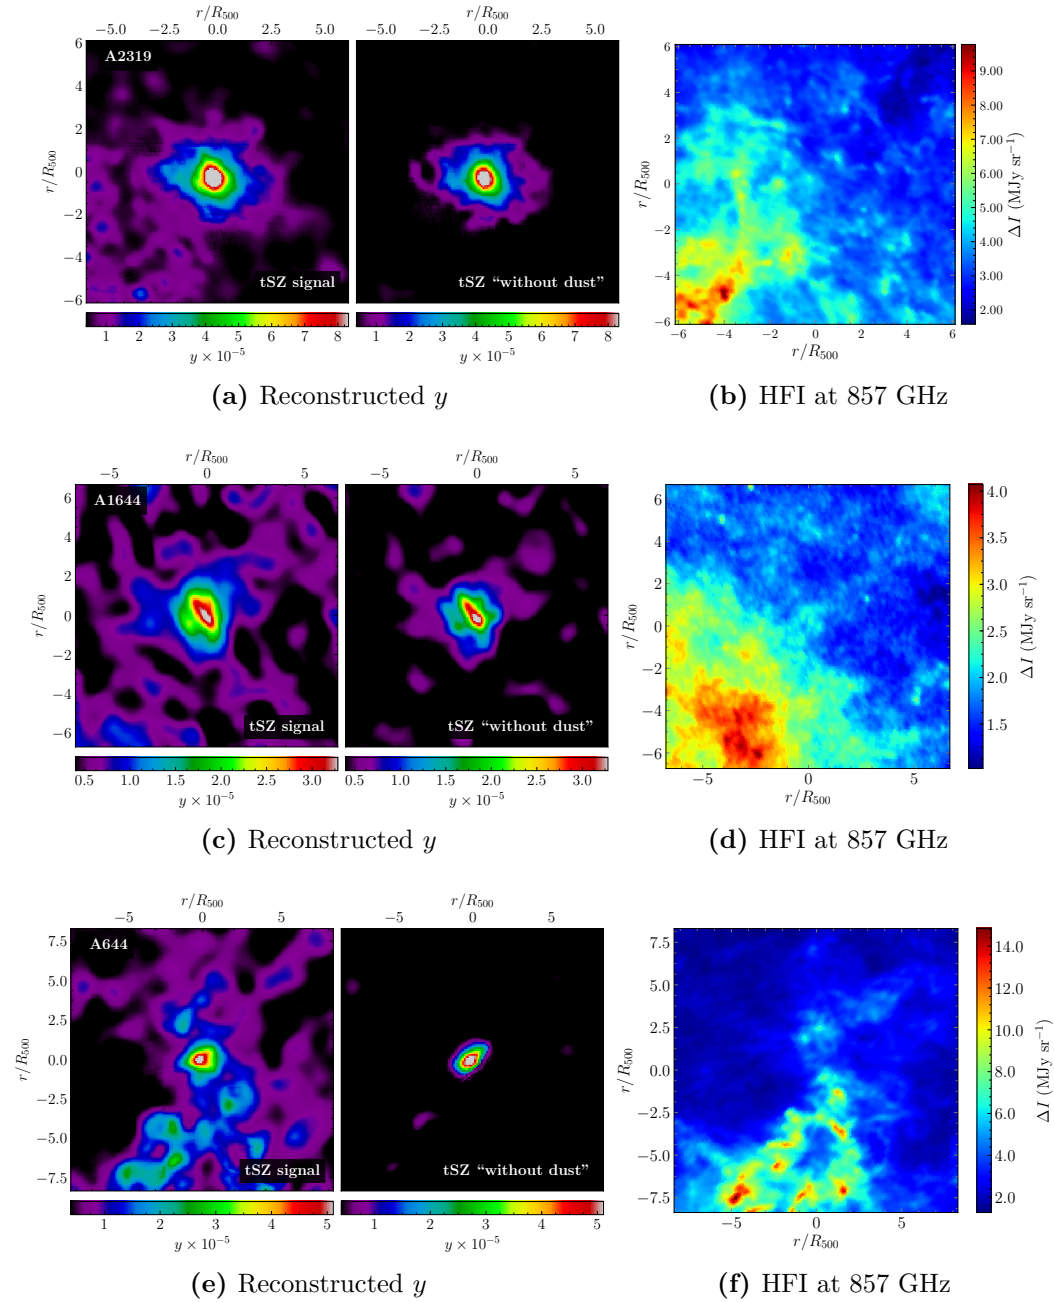 r/R500
−5.0 −2.5 0.0 2.5 5.0
−5.0 −2.5 0.0 2.5 5.0
A2319
tSZ signal
tSZ “without dust”
r/R500
6
4
2
0
−2
−4
−6
1 2 3 4 5 6 7 8
1 2 3 4 5 6 7 8
y × 10−5
y × 10−5
(a) Reconstructed y
r/R500
6
4
2
0
−2
−4
−6
−6 −4 −2 0 2 4 6
r/R500
9.00
8.00
7.00
6.00
5.00
4.00
3.00
2.00
ΔI (MJy sr−1)
(b) HFI at 857 GHz
r/R500
r/R500
−5 0 5
−5 0 5
A1644
tSZ signal
tSZ “without dust”
r/R500
6
4
2
0
−2
−4
−6
0.5 1.0 1.5 2.0 2.5 3.0
0.5 1.0 1.5 2.0 2.5 3.0
y × 10−5
y × 10−5
(c) Reconstructed y
r/R500
6
4
2
0
−2
−4
−6
−5 0 5
r/R500
4.0
3.5
3.0
2.5
2.0
1.5
ΔI (MJy sr−1)
(d) HFI at 857 GHz
r/R500
r/R500
−5 0 5
−5 0 5
A644
tSZ signal
tSZ “without dust”
r/R500
7.5
5.0
2.5
0.0
−2.5
−5.0
−7.5
1 2 3 4 5
1 2 3 4 5
y × 10−5
y × 10−5
(e) Reconstructed y
r/R500
7.5
5.0
2.5
0.0
−2.5
−5.0
−7.5
−5 0 5
r/R500
14.0
12.0
10.0
8.0
6.0
4.0
2.0
ΔI (MJy sr−1)
(f) HFI at 857 GHz